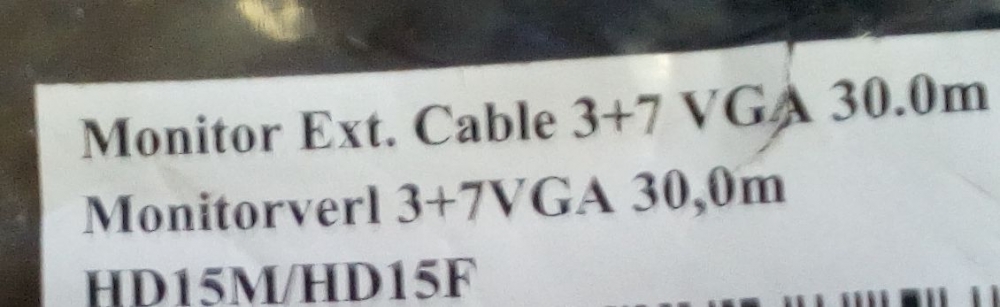 Monitor Ext. Cable 3+7 VGA 30.0m
Monitorverl 3+7VGA 30,0m
HD15M/HD15F